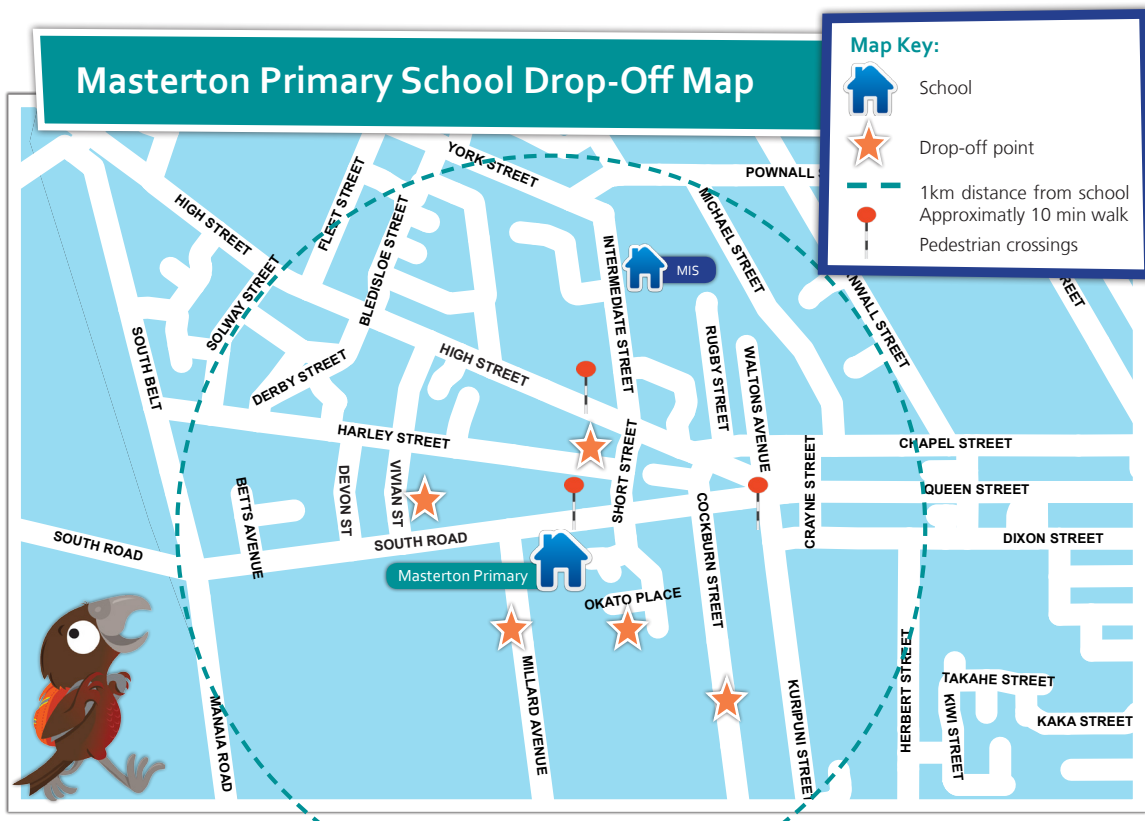 Masterton Primary School Drop-Off Map
Map Key:
School
Drop-off point
1km distance from school
Approximatly 10 min walk
Pedestrian crossings
YORK STREET
POWNALL S
HIGH STREET
FLEET STREET
BLEDISLOE STREET
MICHAEL STREET
INTERMEDIATE STREET
MIS
SOLWAY STREET
SOUTH BELT
RNWALL STREET
STREET
DERBY STREET
HIGH STREET
RUGBY STREET
WALTONS AVENUE
HARLEY STREET
CHAPEL STREET
SHORT STREET
CRAYNE STREET
QUEEN STREET
BETTS AVENUE
DEVON ST
VIVIAN ST
SOUTH ROAD
SOUTH ROAD
DIXON STREET
COCKBURN STREET
Masterton Primary
OKATO PLACE
MANAIA ROAD
MILLARD AVENUE
KURIPUNI STREET
HERBERT STREET
TAKAHE STREET
KIWI STREET
KAKA STREET